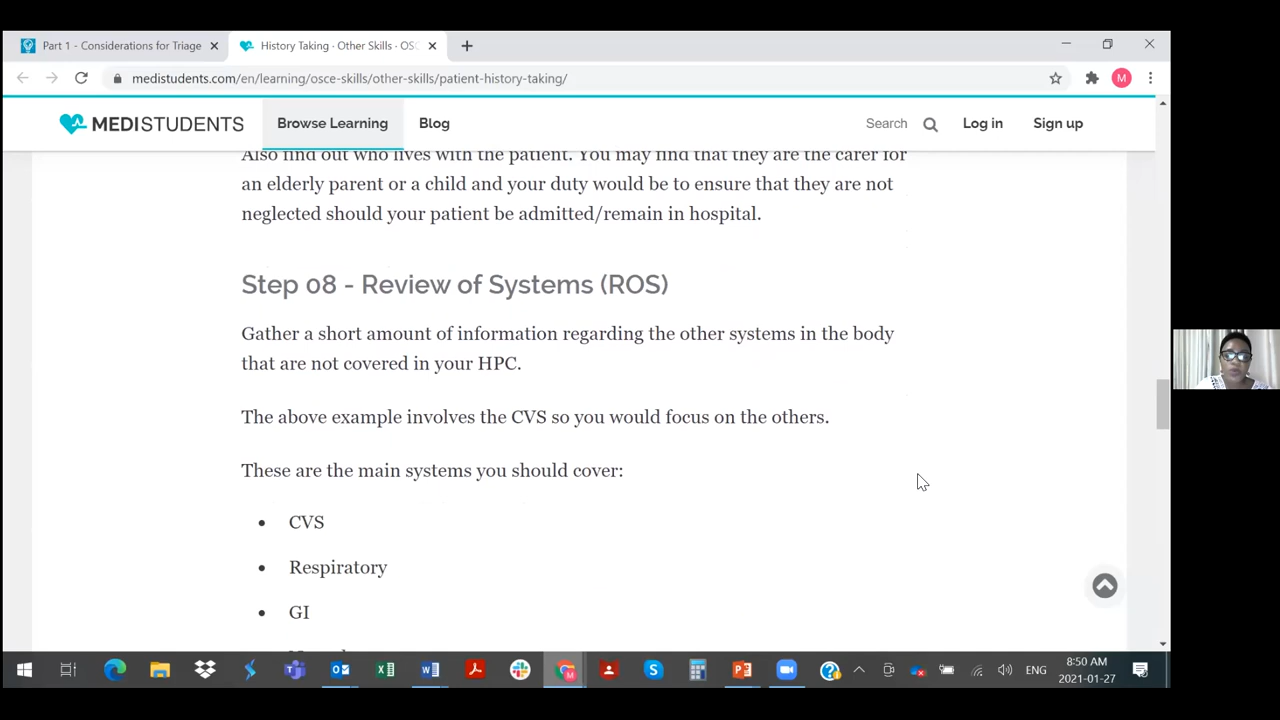 Part 1 - Considerations for Triage
History Taking · Other Skills · OSC
medistudents.com/en/learning/osce-skills/other-skills/patient-history-taking/
M
MEDISTUDENTS
Browse Learning
Blog
Search
Log in
Sign up
Also find out who lives with the patient. You may find that they are the carer for
an elderly parent or a child and your duty would be to ensure that they are not
neglected should your patient be admitted/remain in hospital.
Step 08 - Review of Systems (ROS)
Gather a short amount of information regarding the other systems in the body
that are not covered in your HPC.
The above example involves the CVS so you would focus on the others.
These are the main systems you should cover:
• CVS
• Respiratory
• GI
ENG
8:50 AM
2021-01-27